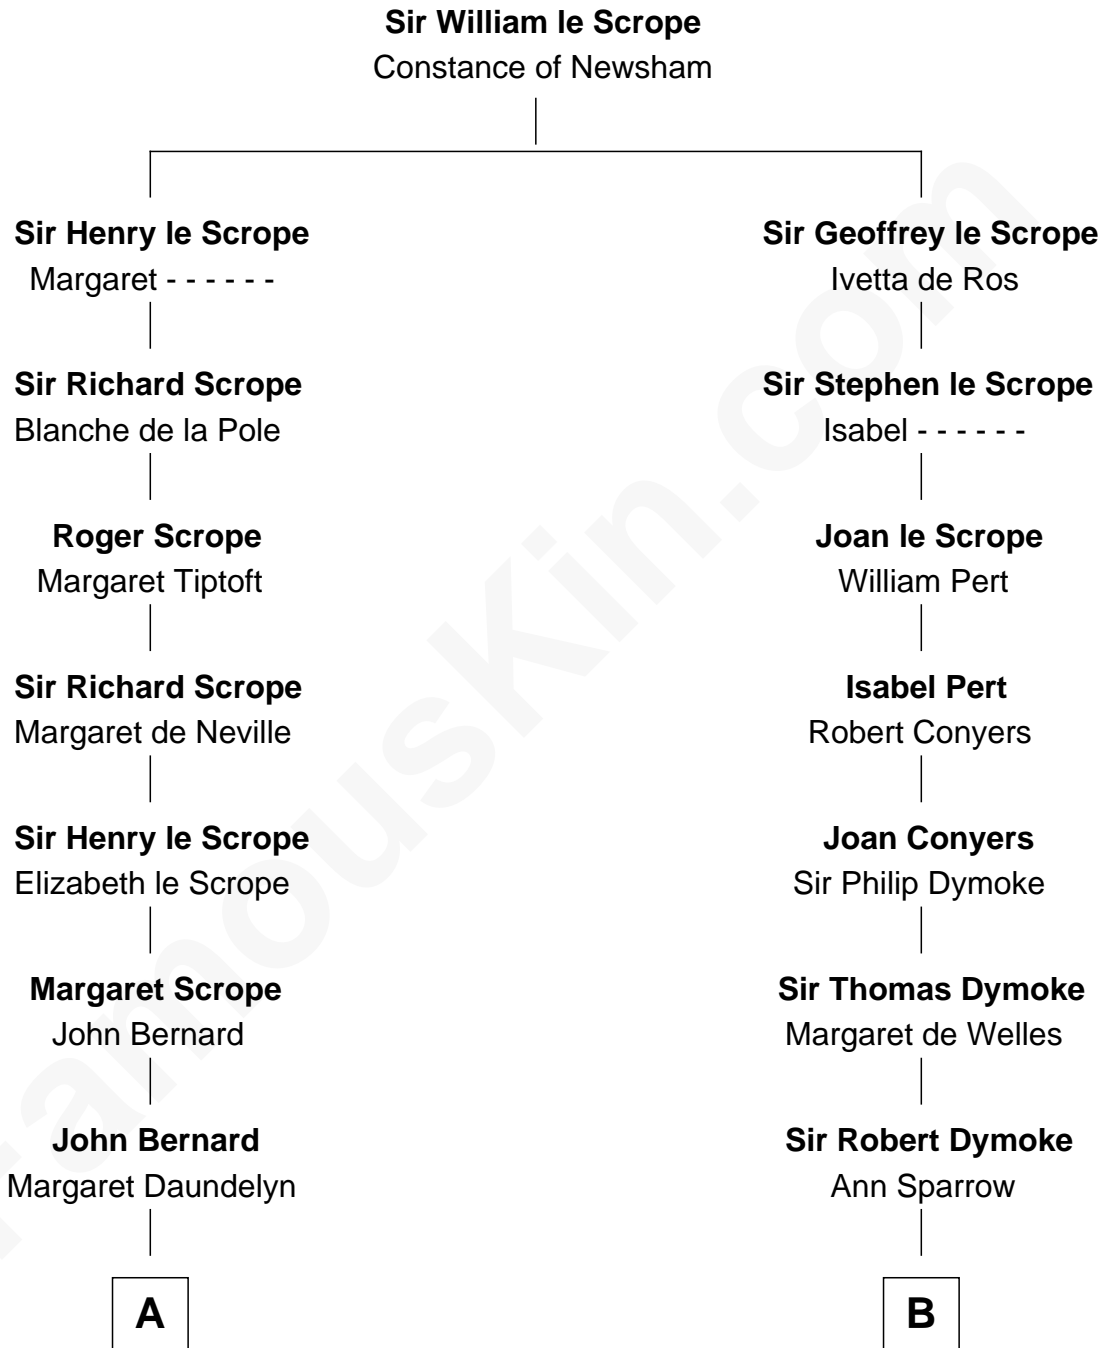 Sir William le Scrope
Constance of Newsham
Sir Henry le Scrope
Margaret - - - - - -
Sir Geoffrey le Scrope
Ivetta de Ros
Sir Richard Scrope
Blanche de la Pole
Sir Stephen le Scrope
Isabel - - - - - -
Roger Scrope
Margaret Tiptoft
Joan le Scrope
William Pert
Sir Richard Scrope
Margaret de Neville
Isabel Pert
Robert Conyers
Sir Henry le Scrope
Elizabeth le Scrope
Joan Conyers
Sir Philip Dymoke
Margaret Scrope
John Bernard
Sir Thomas Dymoke
Margaret de Welles
John Bernard
Margaret Daundelyn
Sir Robert Dymoke
Ann Sparrow
A
B
FamousKin.com